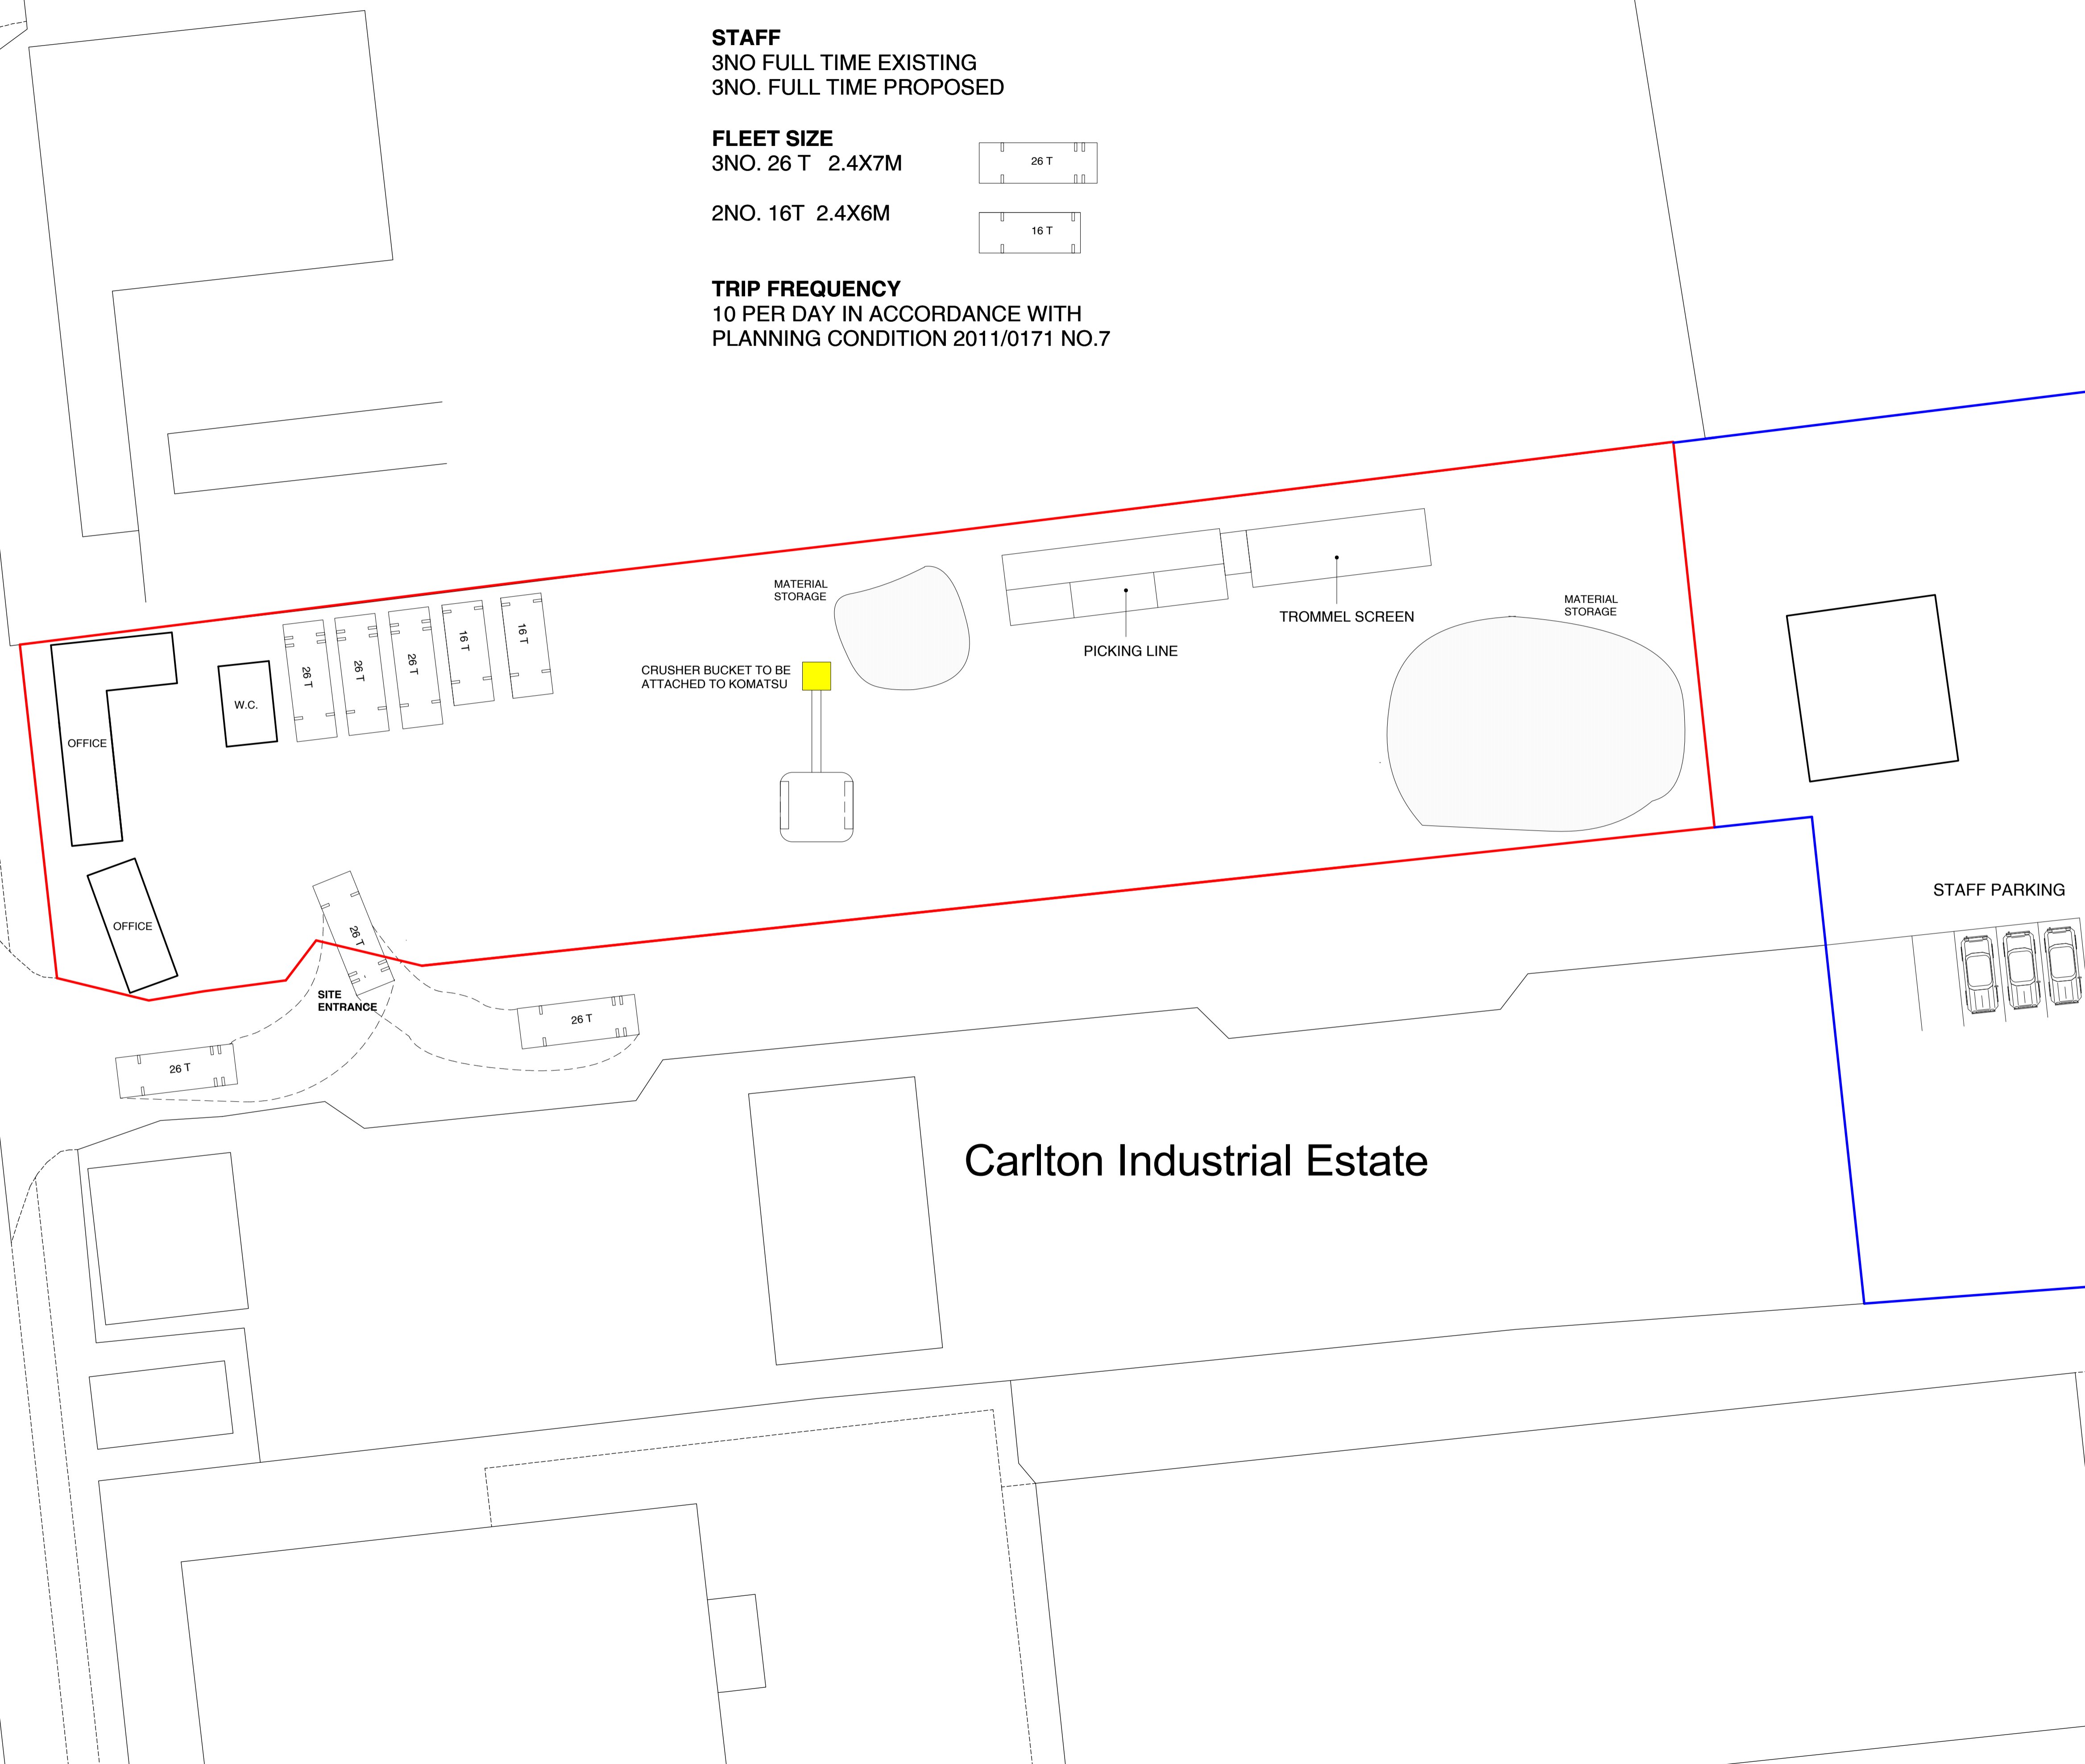 STAFF
3NO FULL TIME EXISTING
3NO. FULL TIME PROPOSED
FLEET SIZE
3NO. 26 T 2.4X7M
26 T
2NO. 16T 2.4X6M
16 T
TRIP FREQUENCY
10 PER DAY IN ACCORDANCE WITH
PLANNING CONDITION 2011/0171 NO.7
MATERIAL
STORAGE
MATERIAL
STORAGE
TROMMEL SCREEN
PICKING LINE
CRUSHER BUCKET TO BE
ATTACHED TO KOMATSU
26 T
26 T
26 T
16 T
16 T
W.C.
OFFICE
OFFICE
26 T
SITE
ENTRANCE
26 T
26 T
STAFF PARKING
Carlton Industrial Estate